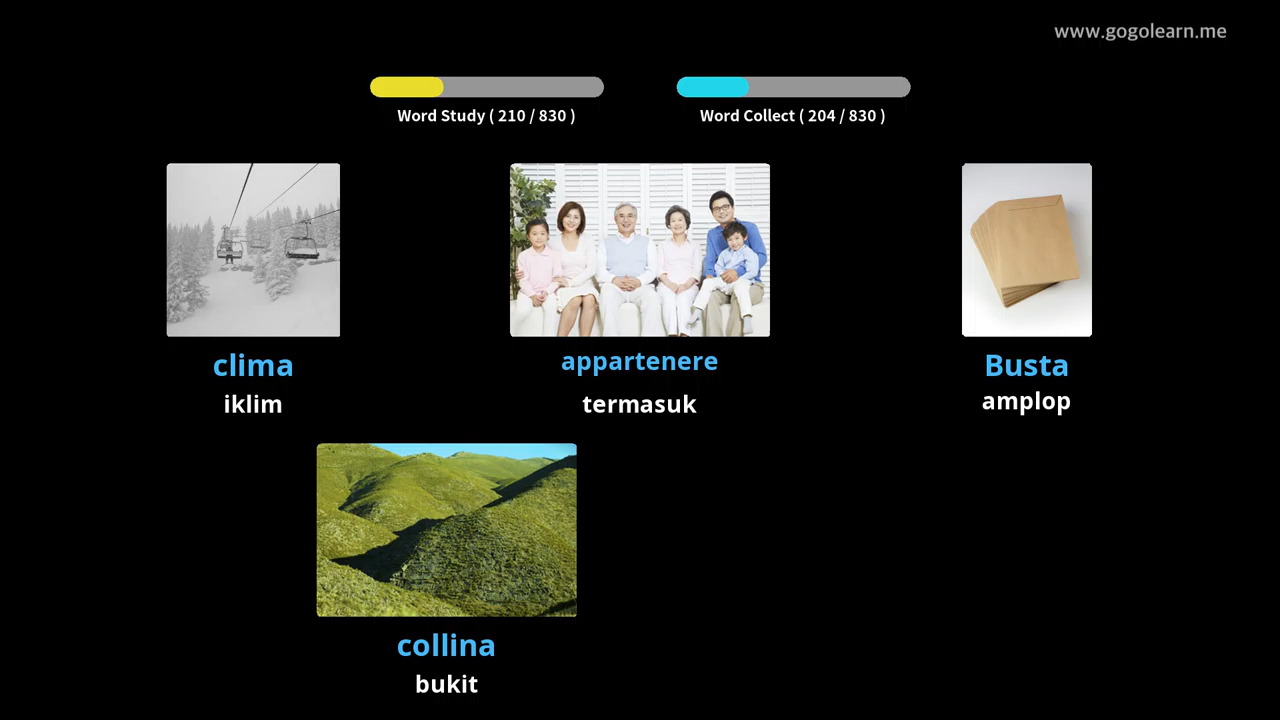 www.gogolearn.me
Word Study ( 210 / 830 )
Word Collect ( 204 / 830 )
clima
iklim
appartenere
termasuk
Busta
amplop
collina
bukit